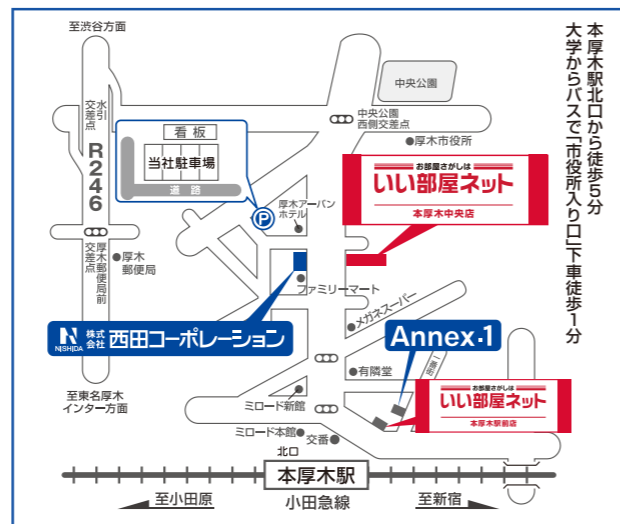 本厚木駅北口から徒歩5分
大学からバスで「市役所入り口」下車徒歩1分
至渋谷方面
中央公園
水引
交差点
R246
中央公園
西側交差点
厚木市役所
看板
当社駐車場
道路
P
厚木アーバン
ホテル
お部屋さがしは
いい部屋ネット
本厚木中央店
厚木郵便局前
交差点
厚木
郵便局
ファミリーマート
NISHIDA
株式
会社
西田コーポレーション
メガネスーパー
Annex・1
有隣堂
一番街
至東名厚木
インター方面
ミロード新館
お部屋さがしは
いい部屋ネット
本厚木駅前店
ミロード本館
交番
北口
本厚木駅
至小田原
小田急線
至新宿